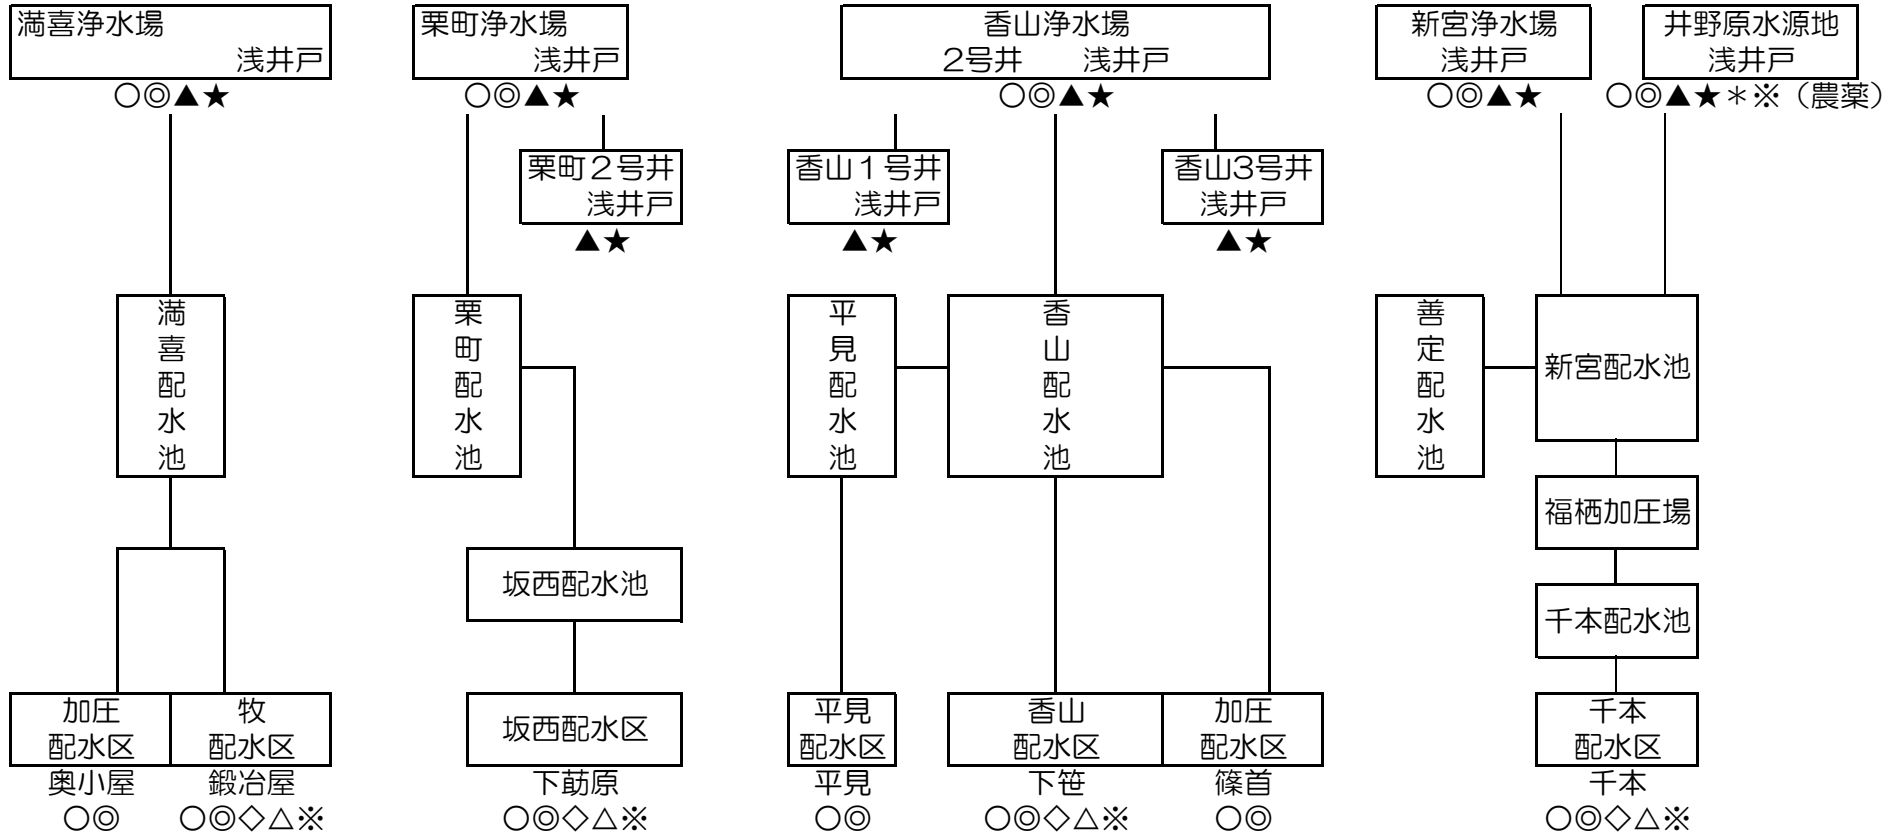 満喜浄水場
浅井戸
○◎▲★
栗町浄水場
浅井戸
○◎▲★
香山浄水場
2号井　　浅井戸
○◎▲★
新宮浄水場
浅井戸
○◎▲★
井野原水源地
浅井戸
○◎▲★＊※（農薬）
栗町２号井
浅井戸
▲★
香山１号井
浅井戸
▲★
香山3号井
浅井戸
▲★
満喜配水池
栗町配水池
平見配水池
香山配水池
善定配水池
新宮配水池
福栖加圧場
坂西配水池
千本配水池
加圧
配水区
奥小屋
○◎
牧
配水区
鍛冶屋
○◎◇△※
坂西配水区
下莇原
○◎◇△※
平見
配水区
平見
○◎
香山
配水区
下笹
○◎◇△※
加圧
配水区
篠首
○◎
千本
配水区
千本
○◎◇△※